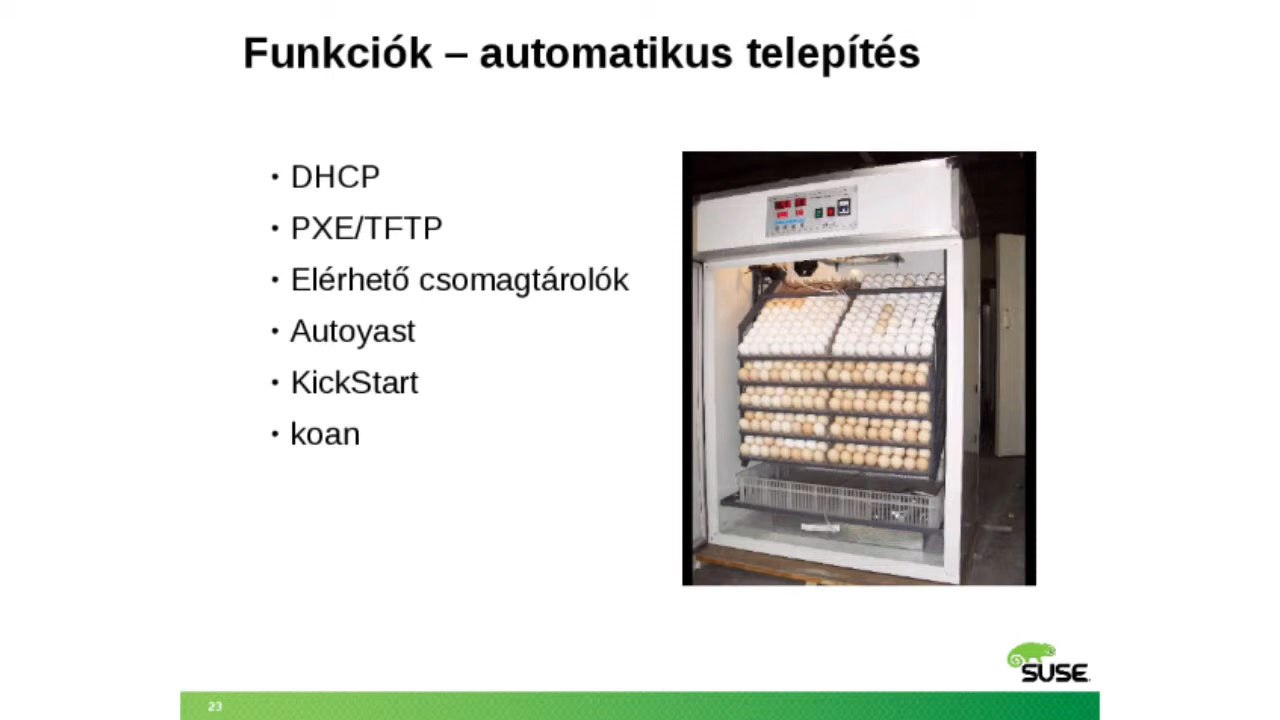 Funkciók – automatikus telepítés
• DHCP
• PXE/TFTP
• Elérhető csomagtárolók
• Autoyast
• KickStart
• koan
SUSE
23